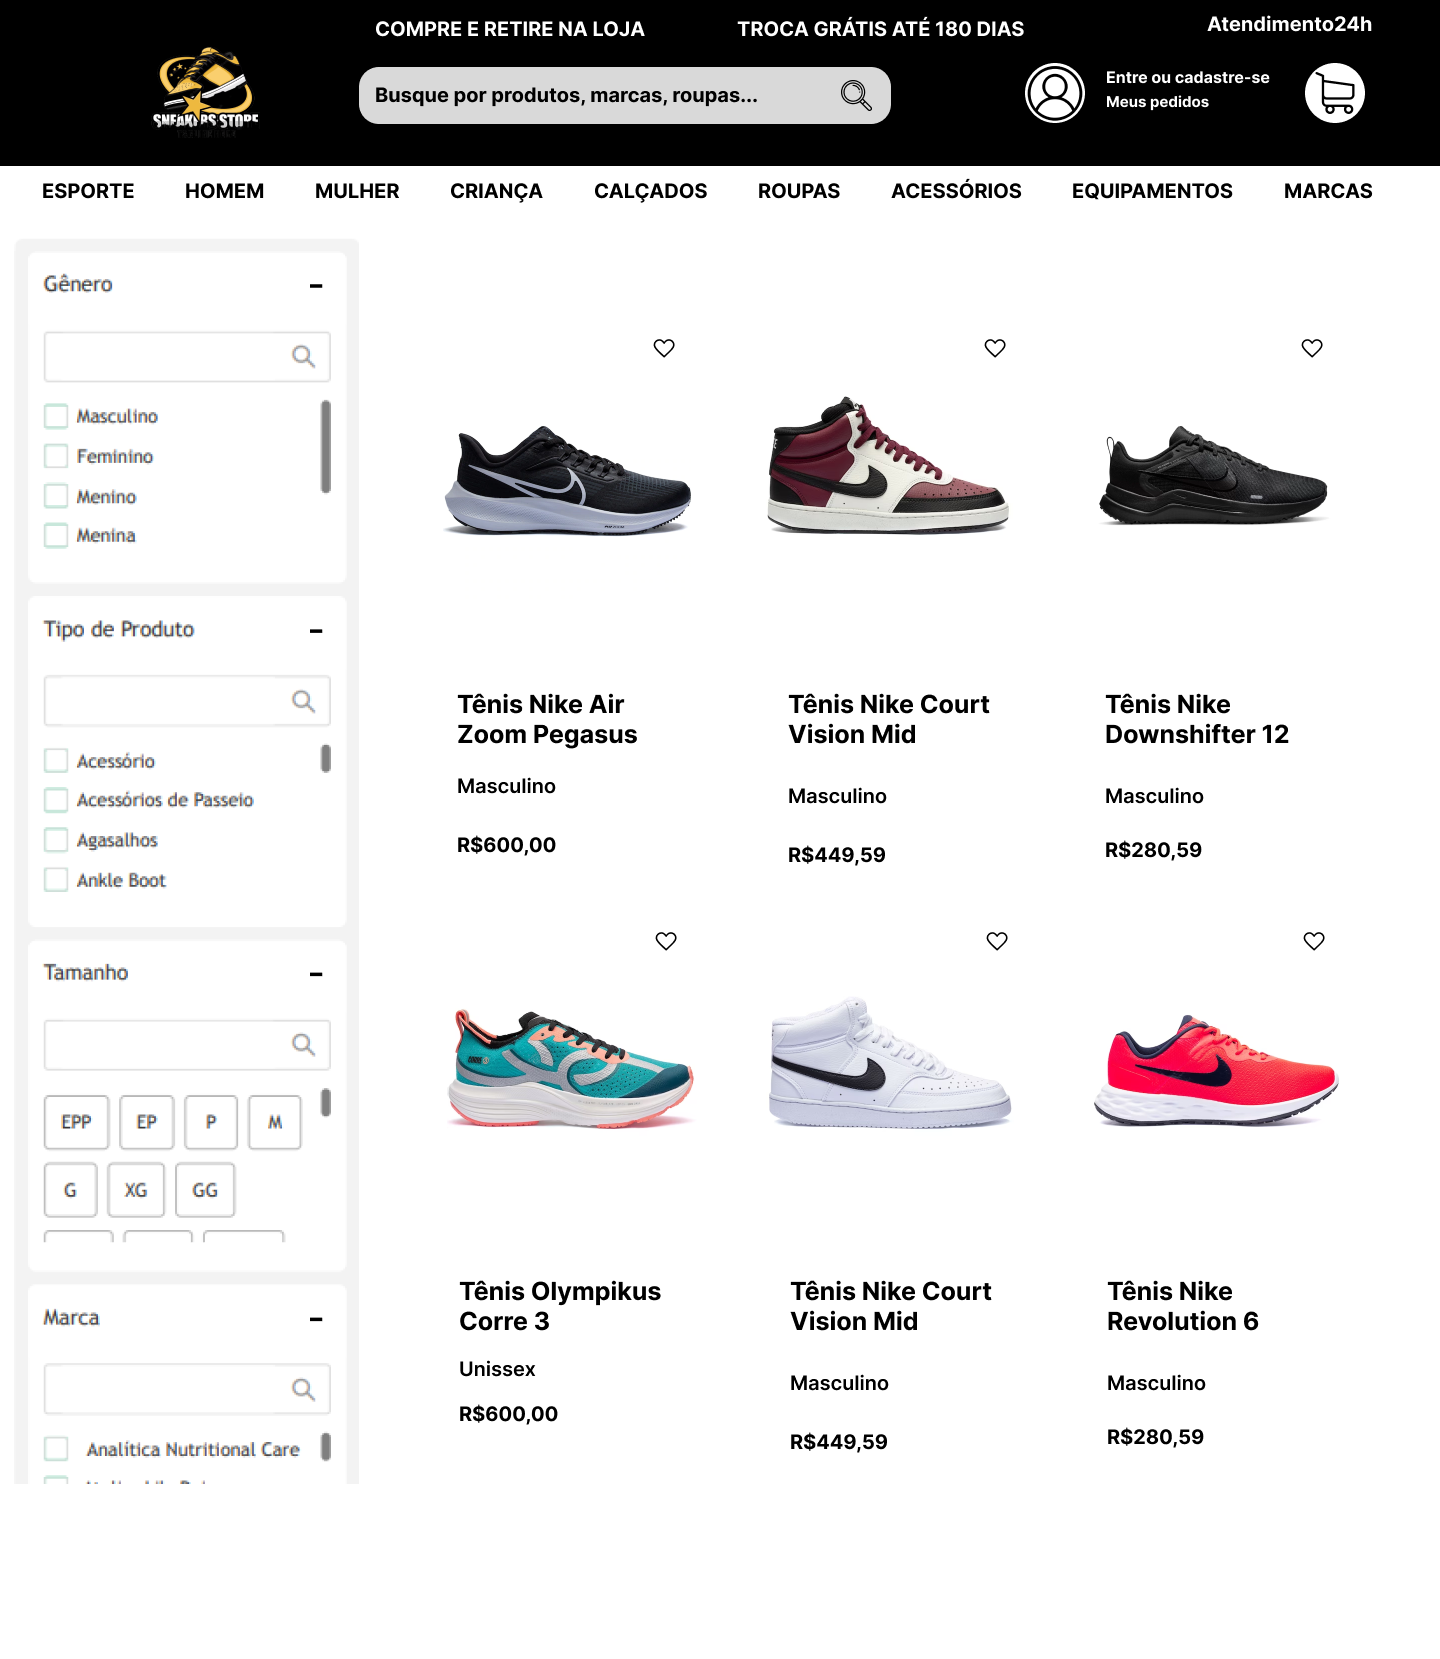 COMPRE E RETIRE NA LOJA
TROCA GRÁTIS ATÉ 180 DIAS
Atendimento24h
SNEAKERS STORE
Busque por produtos, marcas, roupas...
Entre ou cadastre-se
Meus pedidos
ESPORTE HOMEM MULHER CRIANÇA CALÇADOS ROUPAS ACESSÓRIOS EQUIPAMENTOS MARCAS
Gênero
Masculino
Feminino
Menino
Menina
Tipo de Produto
Acessório
Acessórios de Passeio
Agasalhos
Ankle Boot
Tamanho
EPP EP P M
G XG GG
Marca
Analítica Nutritional Care
Tênis Nike Air
Zoom Pegasus
Masculino
R$600,00
Tênis Nike Court
Vision Mid
Masculino
R$449,59
Tênis Nike
Downshifter 12
Masculino
R$280,59
Tênis Olympikus
Corre 3
Unissex
R$600,00
Tênis Nike Court
Vision Mid
Masculino
R$449,59
Tênis Nike
Revolution 6
Masculino
R$280,59